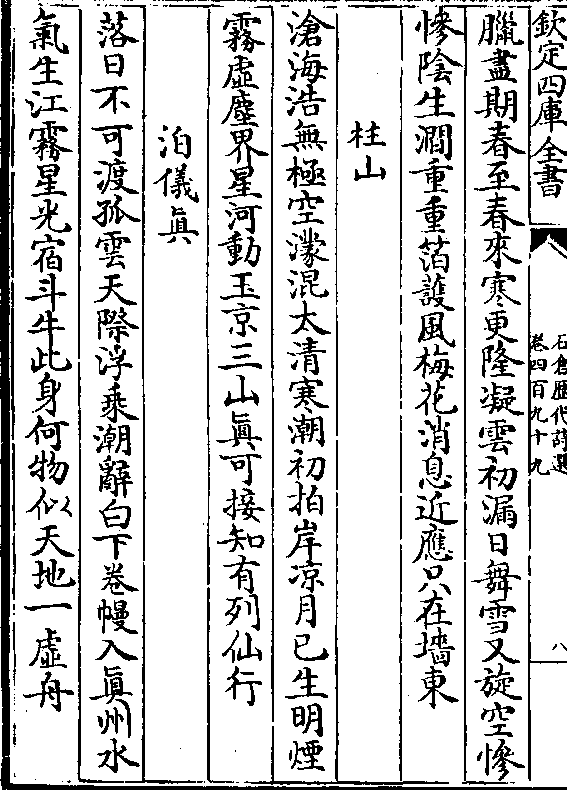 欽定四庫全書
石倉歷代詩選
卷四百九十九
八
臘盡期春至春來寒更隆凝雲初漏日舞雪又旋空慘
慘陰生澗重重箔護風梅花消息近應只在墻東
柱山
滄海浩無極空濛混太清寒潮初拍岸凉月已生明煙
霧虛塵界星河動玉京三山眞可接知有列仙行
泊儀眞
落日不可渡孤雲天際浮乘潮辭白下卷幔入眞州水
氣生江霧星光宿斗牛此身何物似天地一虛舟